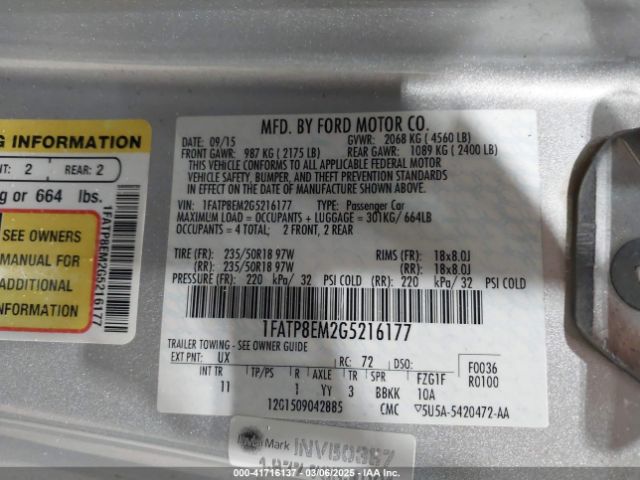 MFD. BY FORD MOTOR CO.
DATE: 09/15 GVWR: 2068 KG ( 4560 LB)
FRONT GAWR: 987 KG ( 2175 LB) REAR GAWR: 1089 KG ( 2400 LB)
THIS VEHICLE CONFORMS TO ALL APPLICABLE FEDERAL MOTOR
VEHICLE SAFETY, BUMPER, AND THEFT PREVENTION STANDARDS
IN EFFECT ON THE DATE OF MANUFACTURE SHOWN ABOVE.
VIN: 1FATP8EM2G5216177 TYPE: Passenger Car
MAXIMUM LOAD = OCCUPANTS + LUGGAGE = 301KG/ 664LB
OCCUPANTS = 4 TOTAL; 2 FRONT, 2 REAR
TIRE (FR): 235/50R18 97W RIMS (FR): 18x8.0J
(RR): 235/50R18 97W (RR): 18x8.0J
PRESSURE (FR): 220 kPa/ 32 PSI COLD (RR): 220 kPa/ 32 PSI COLD
1FATP8EM2G5216177
TRAILER TOWING - SEE OWNER GUIDE
EXT PNT: UX RC: 72 DSO: F0036
INT TR TP/PS R AXLE TR SPR FZG1F R0100
11 1 YY 3 BBKK 10A
12G1509042885 CMC 5U5A-5420472-AA
INFORMATION
2 REAR: 2
kg or 664 lbs.
SEE OWNERS
MANUAL FOR
ADDITIONAL
INFORMATION
1FATP8EM2G5216177
Mark
000-41716137 - 03/06/2025 - IAAI.COM